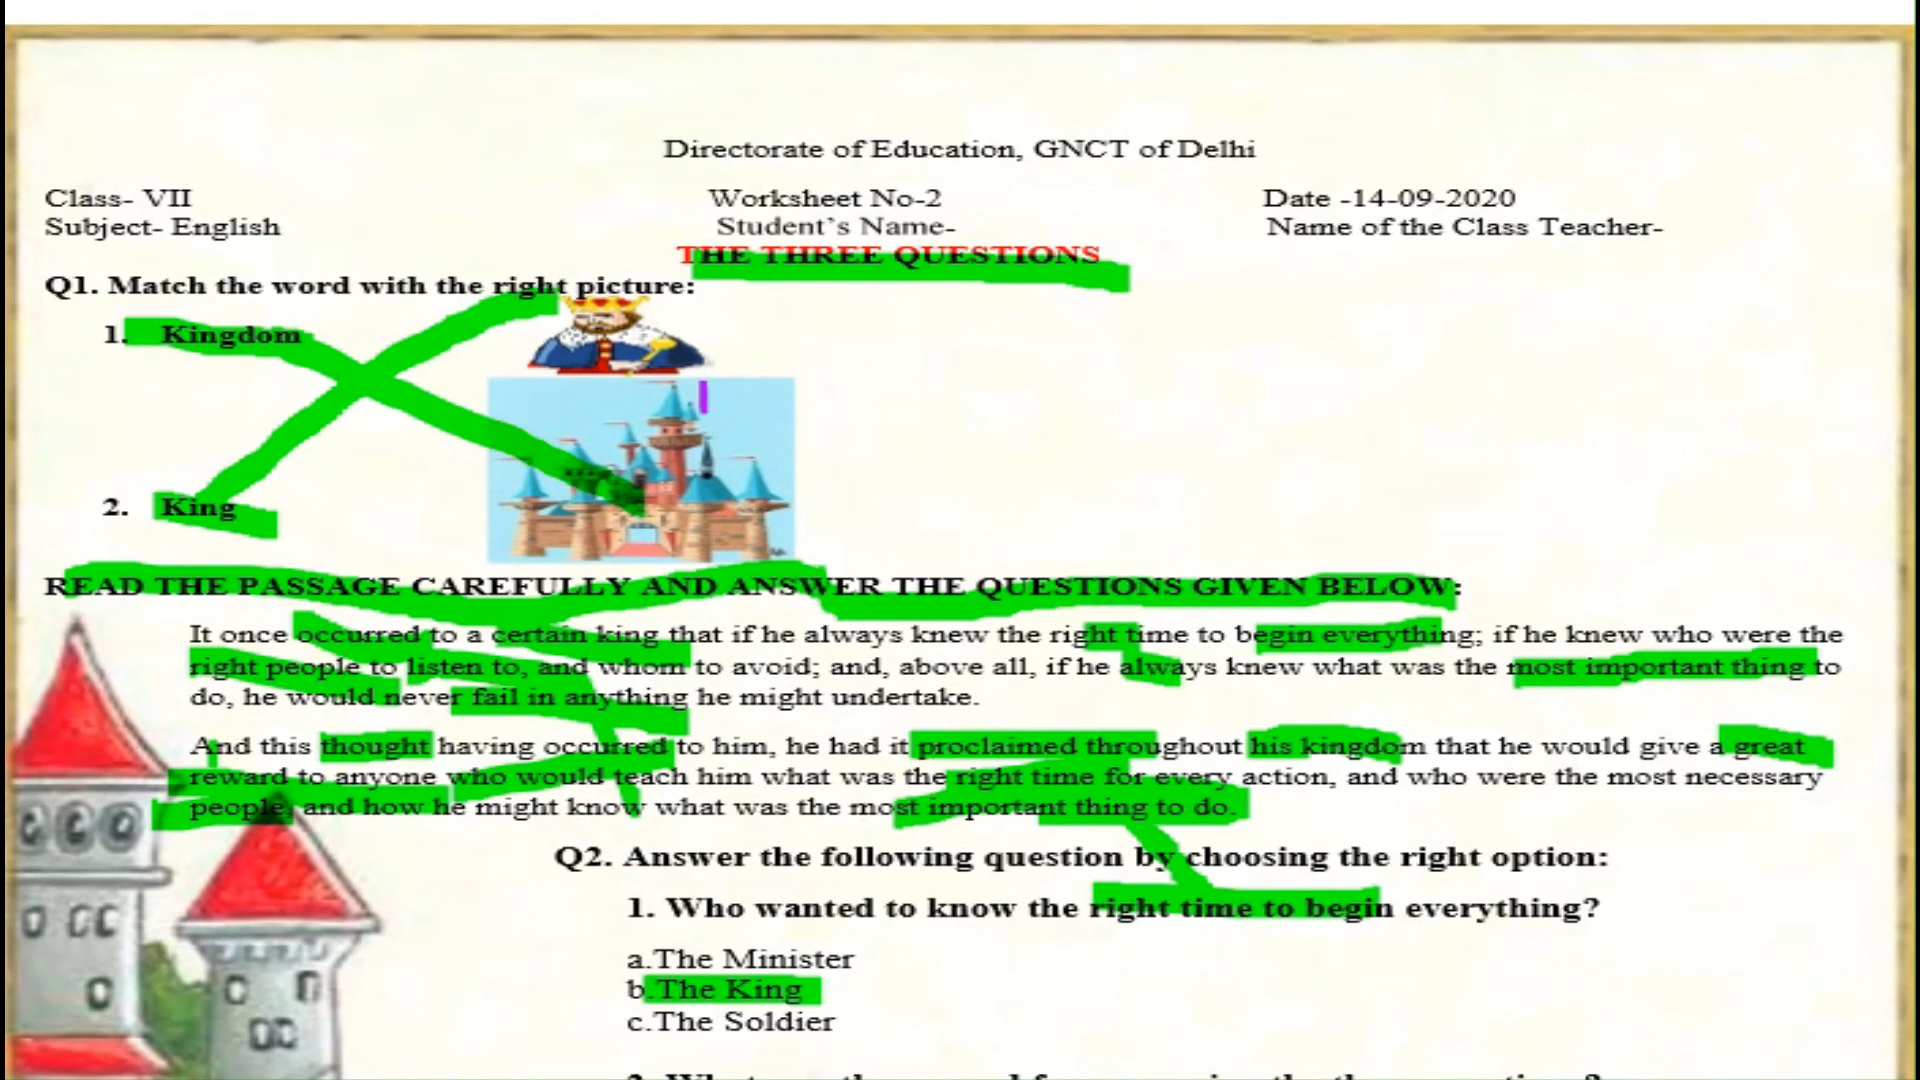 Directorate of Education, GNCT of Delhi
Class- VII Worksheet No-2 Date -14-09-2020
Subject- English Student's Name- Name of the Class Teacher-
THE THREE QUESTIONS
Q1. Match the word with the right picture:
1. Kingdom
2. King
READ THE PASSAGE CAREFULLY AND ANSWER THE QUESTIONS GIVEN BELOW:
It once occurred to a certain king that if he always knew the right time to begin everything; if he knew who were the
right people to listen to, and whom to avoid; and, above all, if he always knew what was the most important thing to
do, he would never fail in anything he might undertake.
And this thought having occurred to him, he had it proclaimed throughout his kingdom that he would give a great
reward to anyone who would teach him what was the right time for every action, and who were the most necessary
people, and how he might know what was the most important thing to do.
Q2. Answer the following question by choosing the right option:
1. Who wanted to know the right time to begin everything?
a.The Minister
b.The King
c.The Soldier